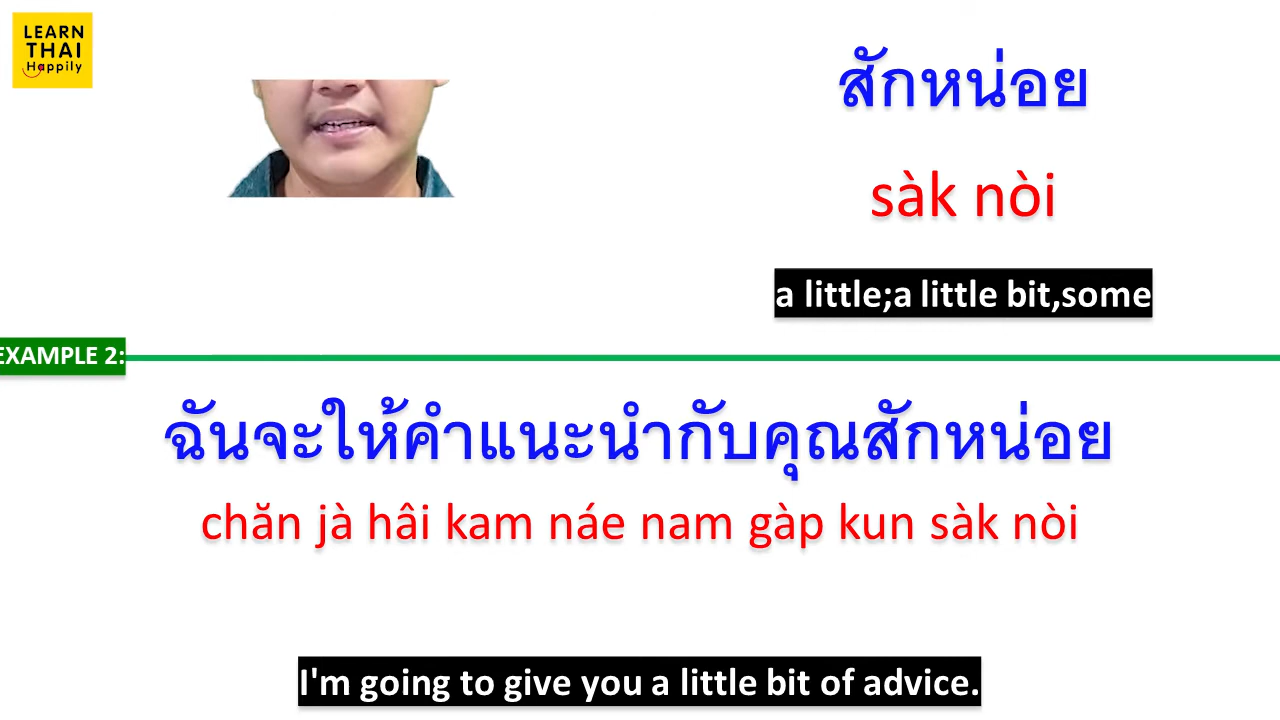 LEARN
THAI
Happily
สักหน่อย
sàk nòi
a little;a little bit,some
EXAMPLE 2:
ฉันจะให้คำแนะนำกับคุณสักหน่อย
chăn jà hâi kam náe nam gàp kun sàk nòi
I'm going to give you a little bit of advice.